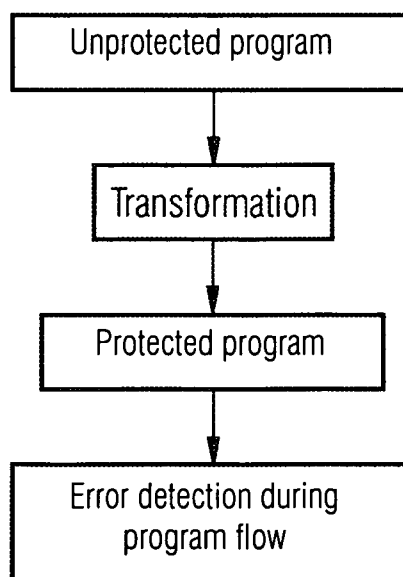 Unprotected program
Transformation
Protected program
Error detection during
program flow